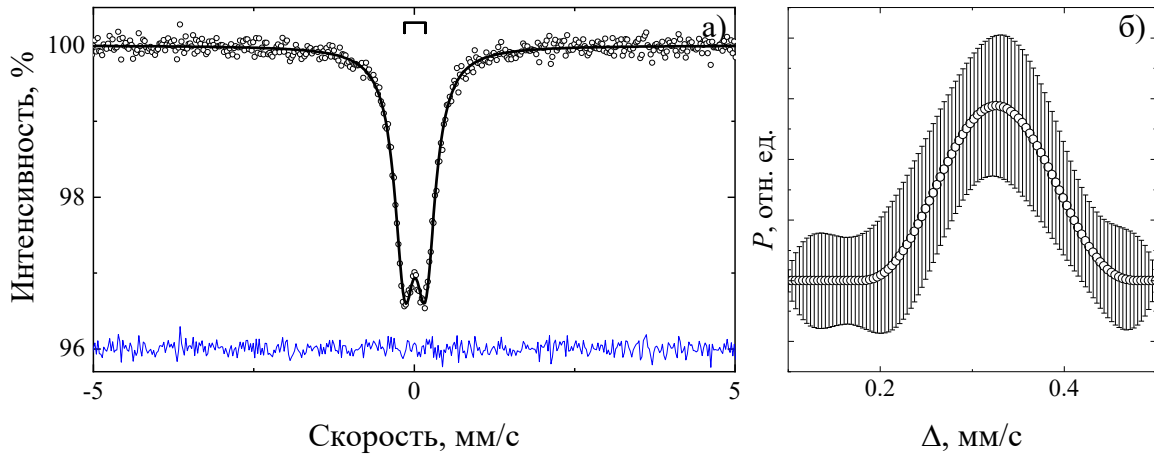 а)
Интенсивность, %
100
98
96
-5
0
5
Скорость, мм/с
б)
P, отн. ед.
0.2
0.4
Δ, мм/с